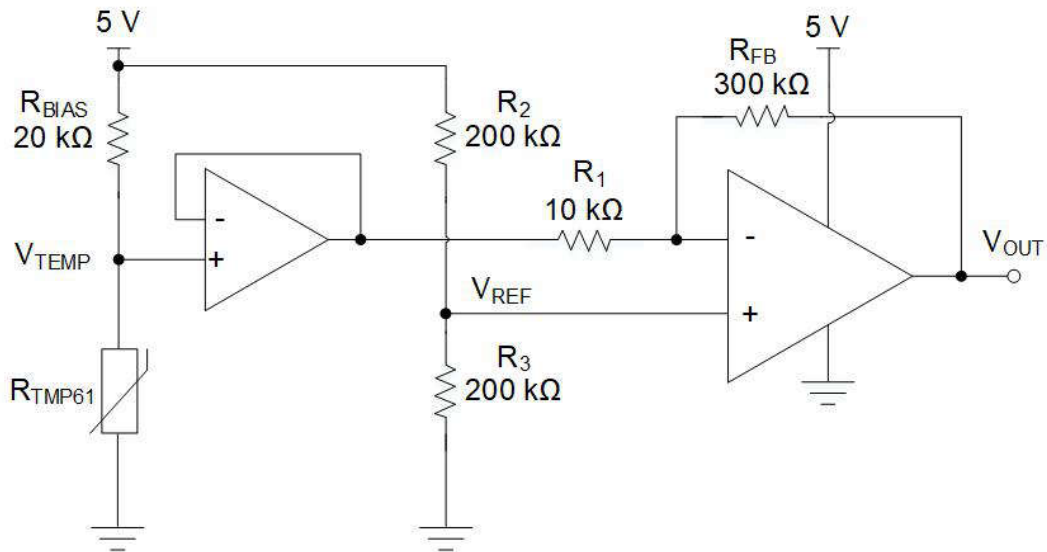 5 V
R_BIAS
20 kΩ
V_TEMP
R_TMP61
-
+
R_2
200 kΩ
V_REF
R_3
200 kΩ
R_1
10 kΩ
R_FB
300 kΩ
5 V
-
+
V_OUT